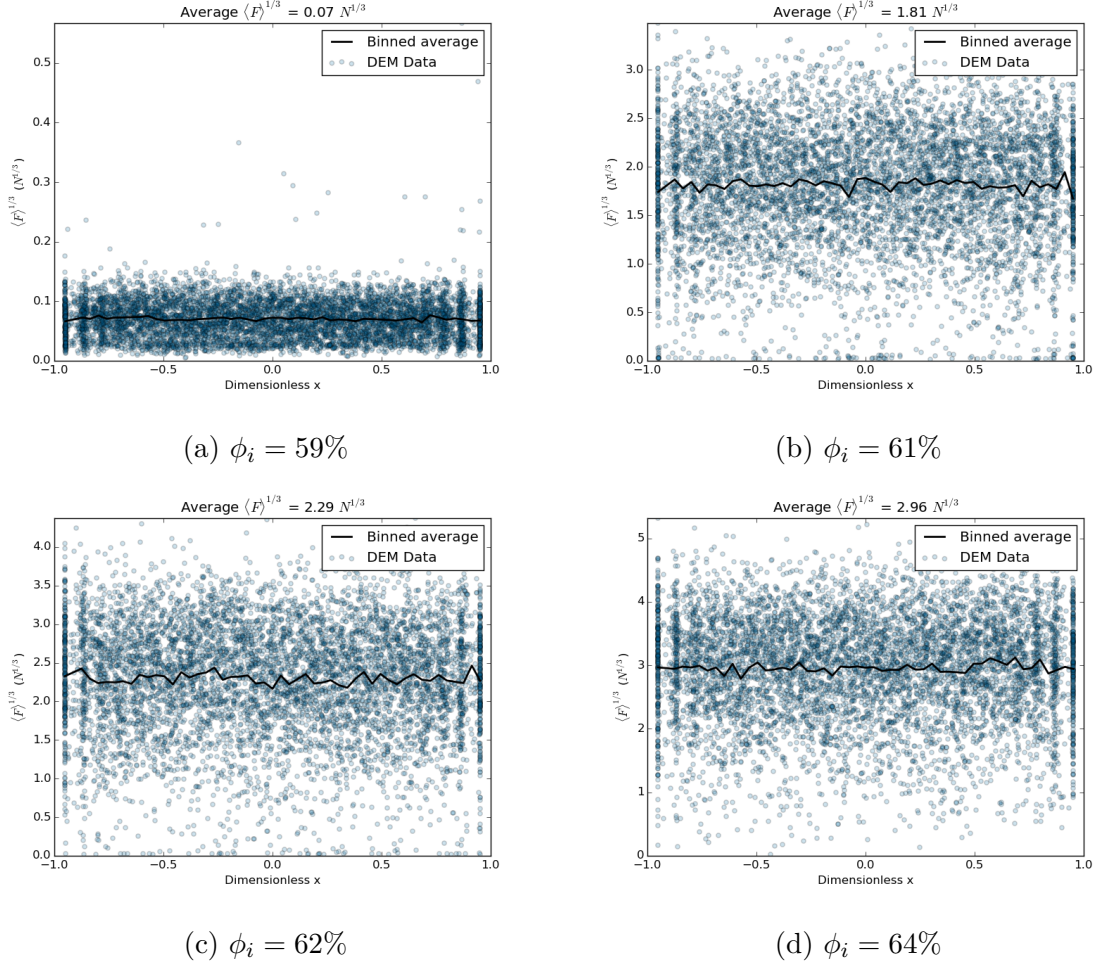 Average ⟨F⟩^{1/3} = 0.07 N^{1/3}
Binned average
DEM Data
⟨F⟩^{1/3} (N^{1/3})
0.5
0.4
0.3
0.2
0.1
0.0
−1.0 −0.5 0.0 0.5 1.0
Dimensionless x
(a) ϕ_i = 59%
Average ⟨F⟩^{1/3} = 1.81 N^{1/3}
Binned average
DEM Data
⟨F⟩^{1/3} (N^{1/3})
3.0
2.5
2.0
1.5
1.0
0.5
0.0
−1.0 −0.5 0.0 0.5 1.0
Dimensionless x
(b) ϕ_i = 61%
Average ⟨F⟩^{1/3} = 2.29 N^{1/3}
Binned average
DEM Data
⟨F⟩^{1/3} (N^{1/3})
4.0
3.5
3.0
2.5
2.0
1.5
1.0
0.5
0.0
−1.0 −0.5 0.0 0.5 1.0
Dimensionless x
(c) ϕ_i = 62%
Average ⟨F⟩^{1/3} = 2.96 N^{1/3}
Binned average
DEM Data
⟨F⟩^{1/3} (N^{1/3})
5
4
3
2
1
0
−1.0 −0.5 0.0 0.5 1.0
Dimensionless x
(d) ϕ_i = 64%